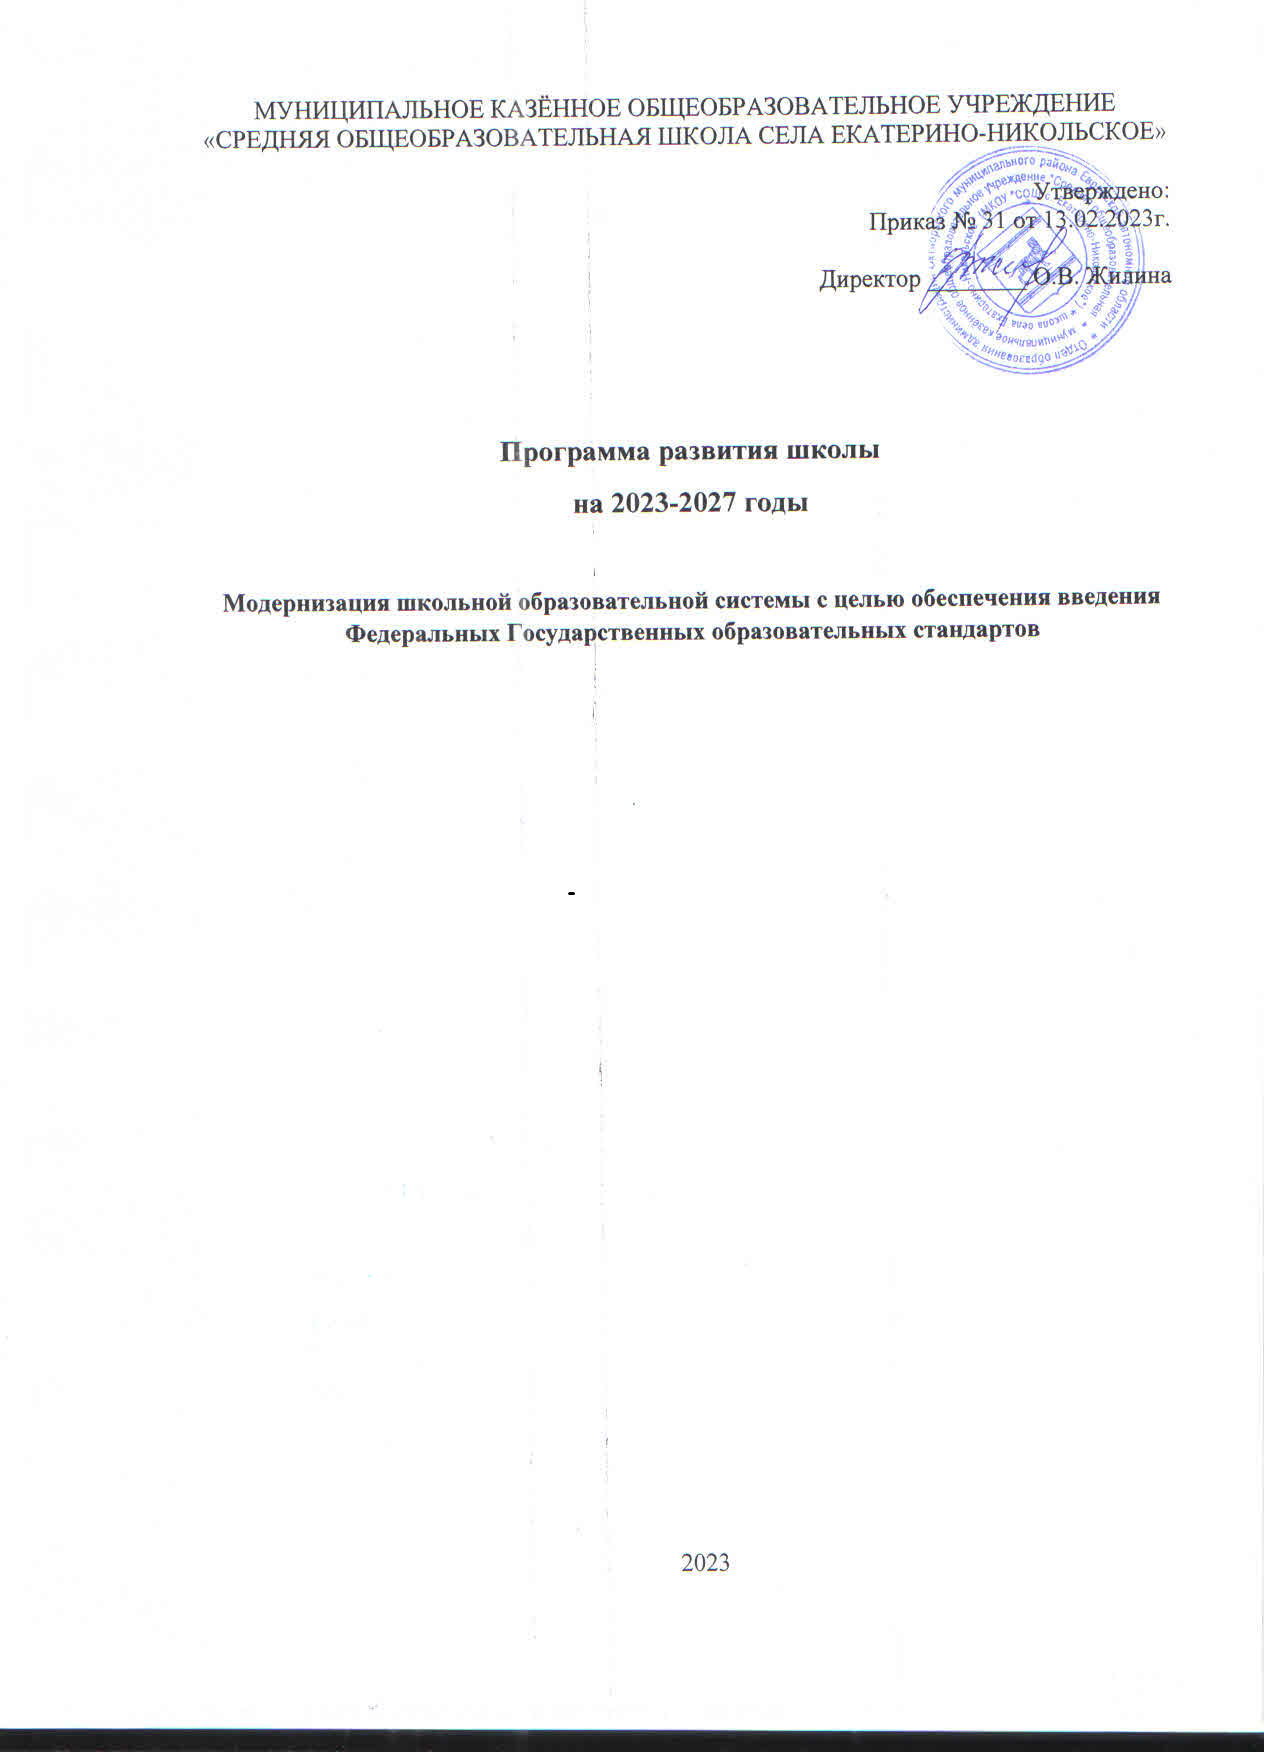 МУНИЦИПАЛЬНОЕ КАЗЁННОЕ ОБЩЕОБРАЗОВАТЕЛЬНОЕ УЧРЕЖДЕНИЕ
«СРЕДНЯЯ ОБЩЕОБРАЗОВАТЕЛЬНАЯ ШКОЛА СЕЛА ЕКАТЕРИНО-НИКОЛЬСКОЕ»
Утверждено:
Приказ № 31 от 13.02.2023г.
Директор ________ О.В. Жилина
Программа развития школы
на 2023-2027 годы
Модернизация школьной образовательной системы с целью обеспечения введения
Федеральных Государственных образовательных стандартов
-
2023